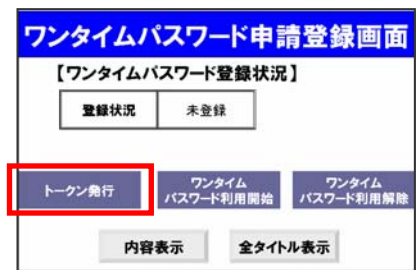 ワンタイムパスワード申請登録画面
【ワンタイムパスワード登録状況】
登録状況 未登録
トークン発行
ワンタイム
パスワード利用開始
ワンタイム
パスワード利用解除
内容表示 全タイトル表示